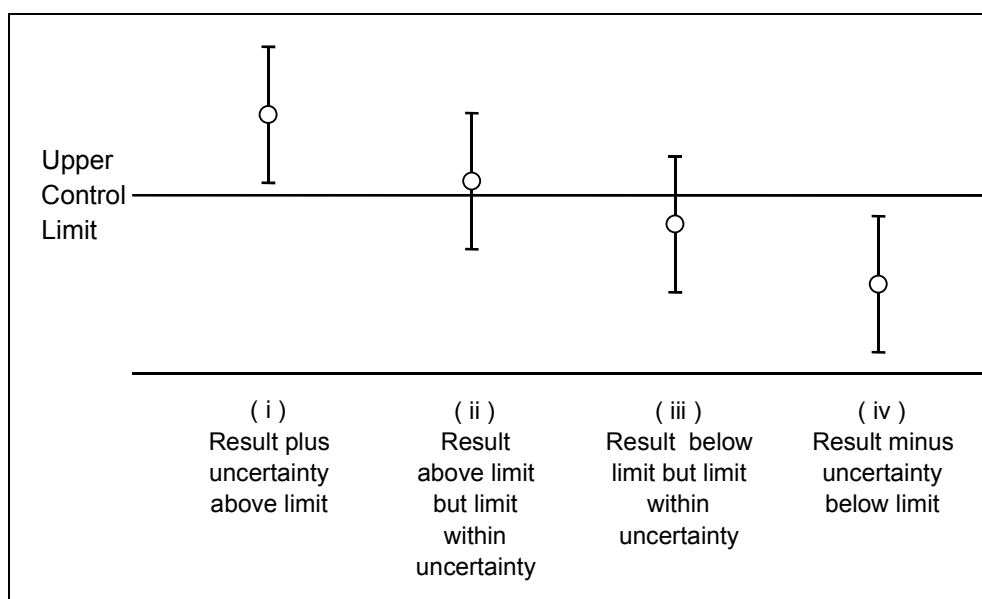 Upper
Control
Limit
( i )
Result plus
uncertainty
above limit
( ii )
Result
above limit
but limit
within
uncertainty
( iii )
Result below
limit but limit
within
uncertainty
( iv )
Result minus
uncertainty
below limit